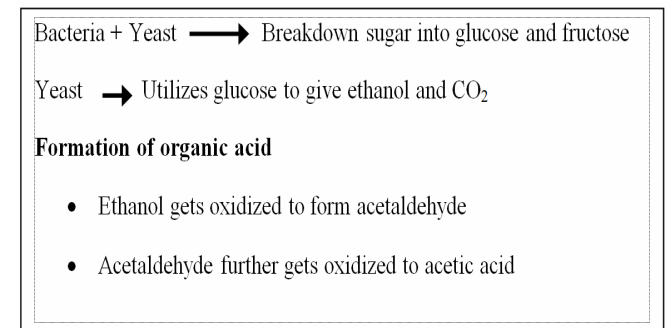 Bacteria + Yeast → Breakdown sugar into glucose and fructose
Yeast → Utilizes glucose to give ethanol and CO₂
Formation of organic acid
• Ethanol gets oxidized to form acetaldehyde
• Acetaldehyde further gets oxidized to acetic acid